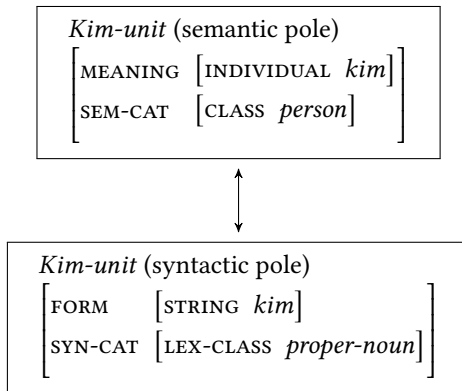 Kim-unit (semantic pole)
MEANING [INDIVIDUAL kim]
SEM-CAT [CLASS person]
Kim-unit (syntactic pole)
FORM [STRING kim]
SYN-CAT [LEX-CLASS proper-noun]